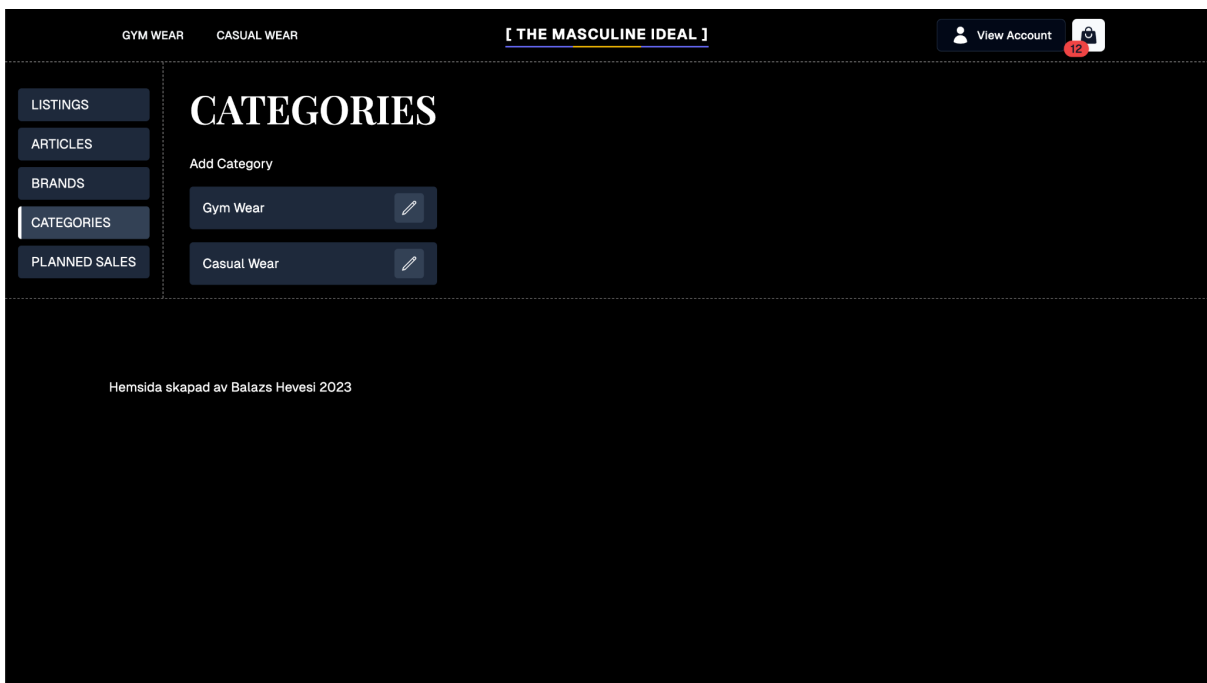 GYM WEAR CASUAL WEAR [ THE MASCULINE IDEAL ] View Account 12
LISTINGS
ARTICLES
BRANDS
CATEGORIES
PLANNED SALES
CATEGORIES
Add Category
Gym Wear
Casual Wear
Hemsida skapad av Balazs Hevesi 2023